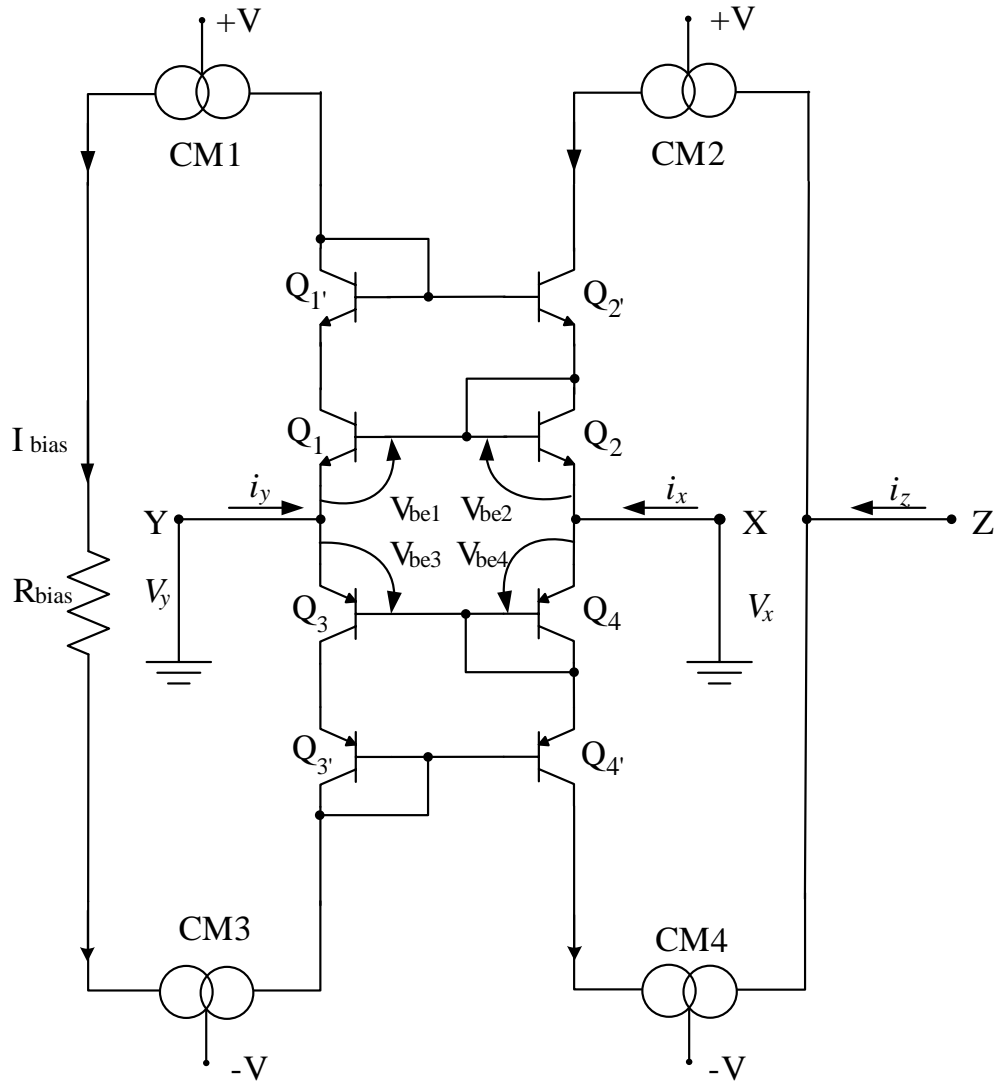 +V
+V
CM1
CM2
Q1'
Q2'
Q1
Q2
I bias
iy
ix
iz
Vbe1
Vbe2
Y
X
Z
Vbe3
Vbe4
Rbias
Vy
Vx
Q3
Q4
Q3'
Q4'
CM3
CM4
-V
-V